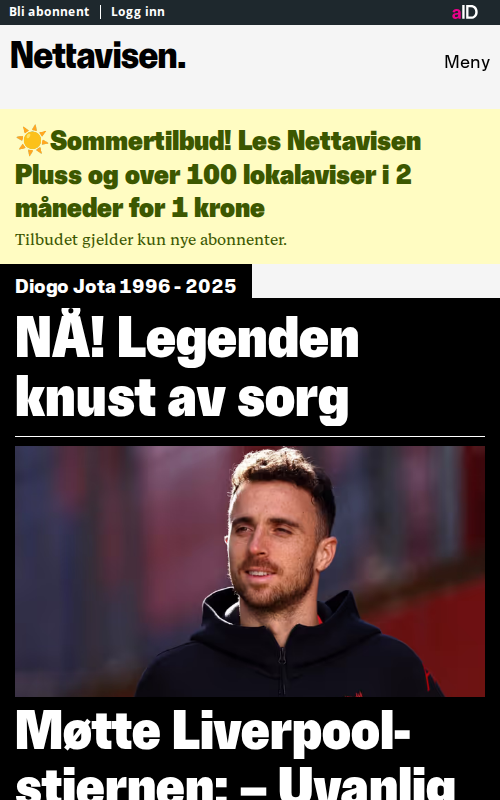 Bli abonnent
Logg inn
aID
Nettavisen.
Meny
Sommertilbud! Les Nettavisen
Pluss og over 100 lokalaviser i 2
måneder for 1 krone
Tilbudet gjelder kun nye abonnenter.
Diogo Jota 1996 - 2025
NÅ! Legenden
knust av sorg
Møtte Liverpool-
stjernen: – Uvanlig